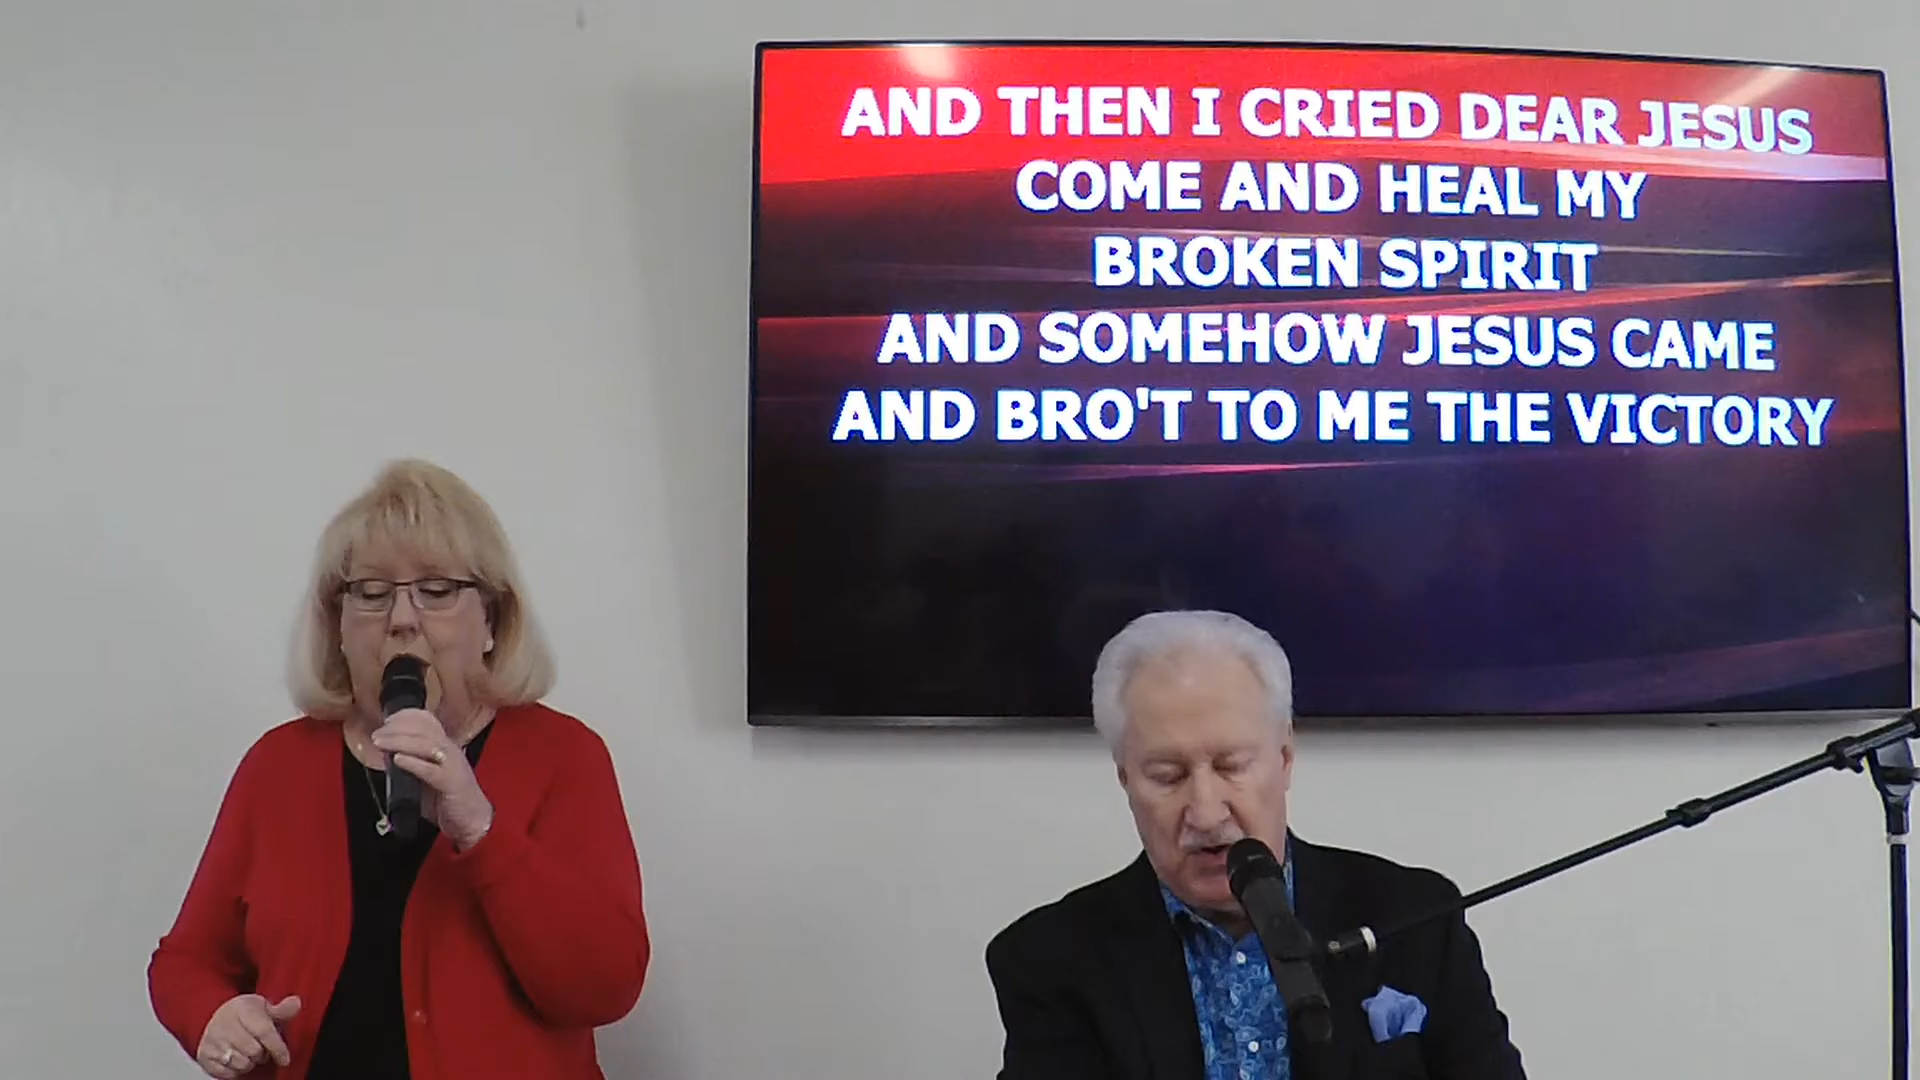 AND THEN I CRIED DEAR JESUS
COME AND HEAL MY
BROKEN SPIRIT
AND SOMEHOW JESUS CAME
AND BRO'T TO ME THE VICTORY